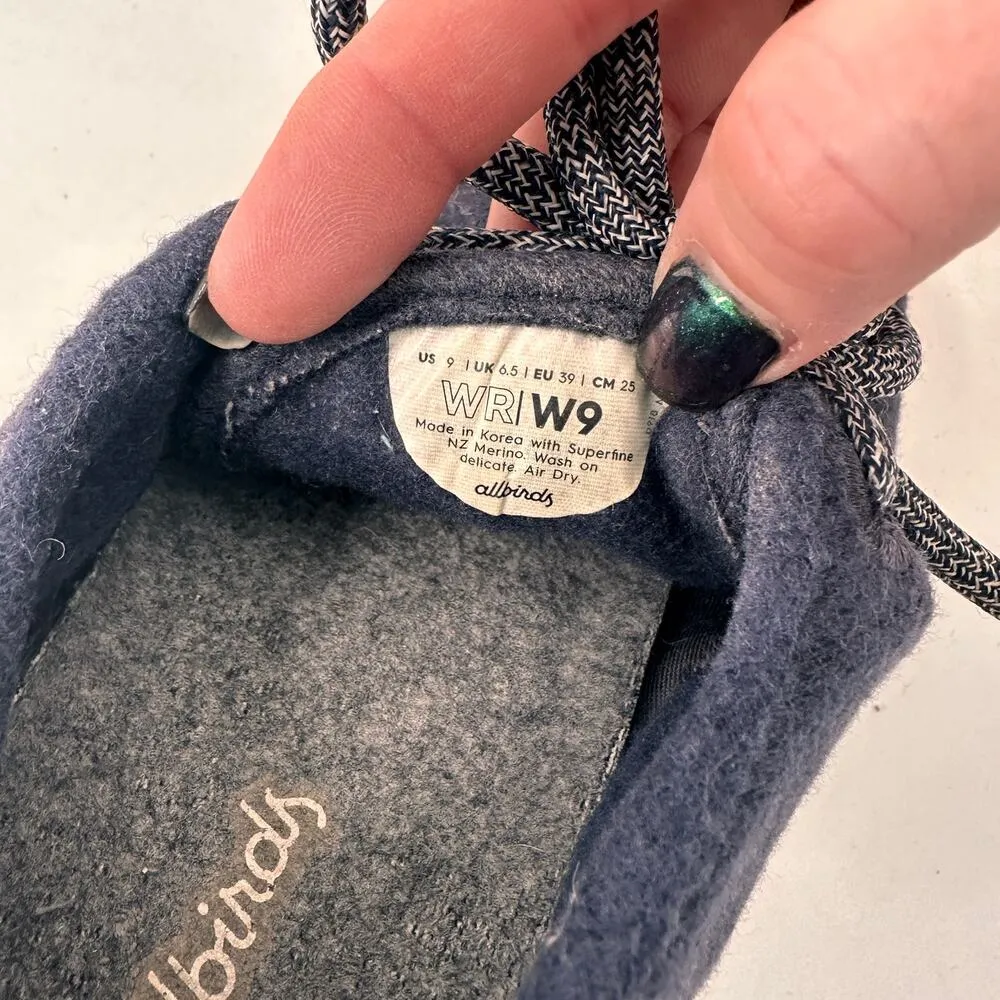 US 9 | UK 6.5 | EU 39 | CM 25
WR|W9
Made in Korea with Superfine
NZ Merino. Wash on
delicate. Air Dry.
allbirds
llbirds